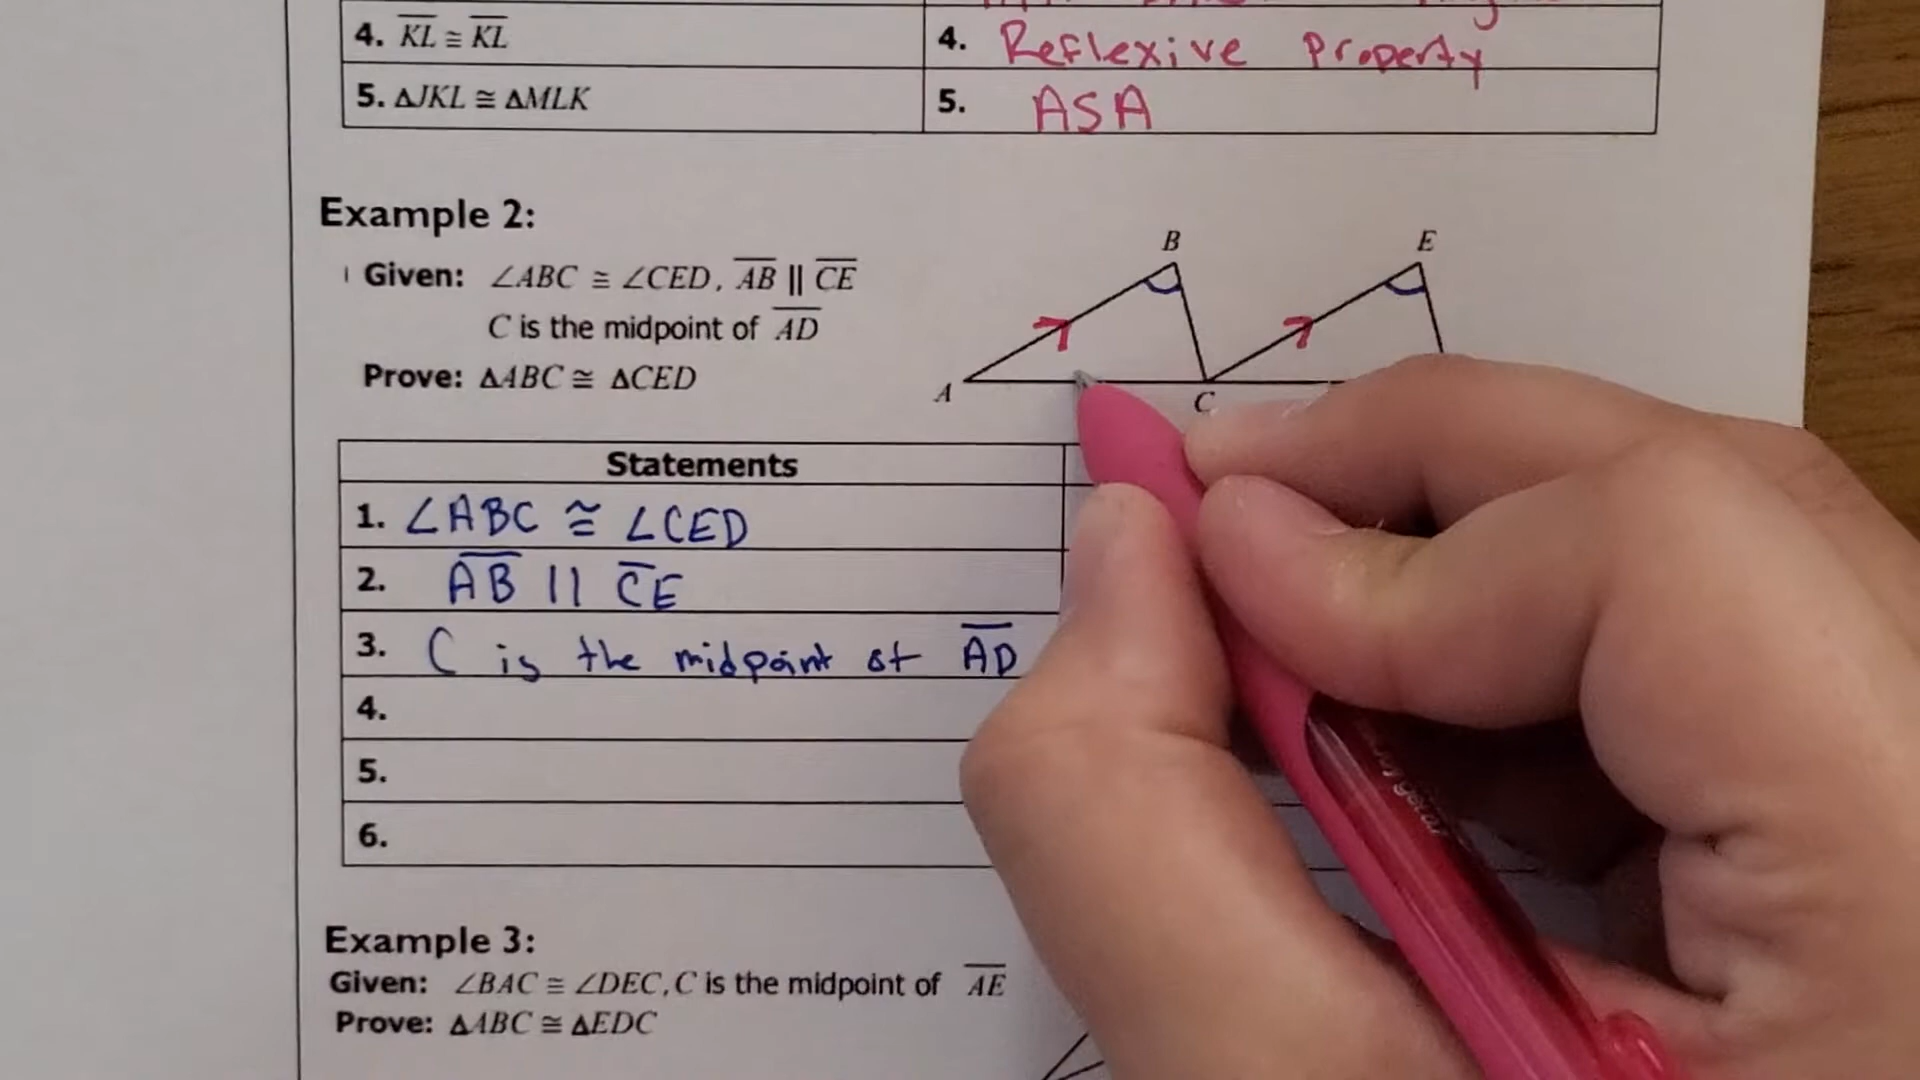 4. KL ≅ KL
4. Reflexive Property
5. ΔJKL ≅ ΔMLK
5. ASA
Example 2:
Given: ∠ABC ≅ ∠CED, AB || CE
C is the midpoint of AD
Prove: ΔABC ≅ ΔCED
B
E
A
C
Statements
1. ∠ABC ≅ ∠CED
2. AB || CE
3. C is the midpoint of AD
4.
5.
6.
Example 3:
Given: ∠BAC ≅ ∠DEC, C is the midpoint of AE
Prove: ΔABC ≅ ΔEDC